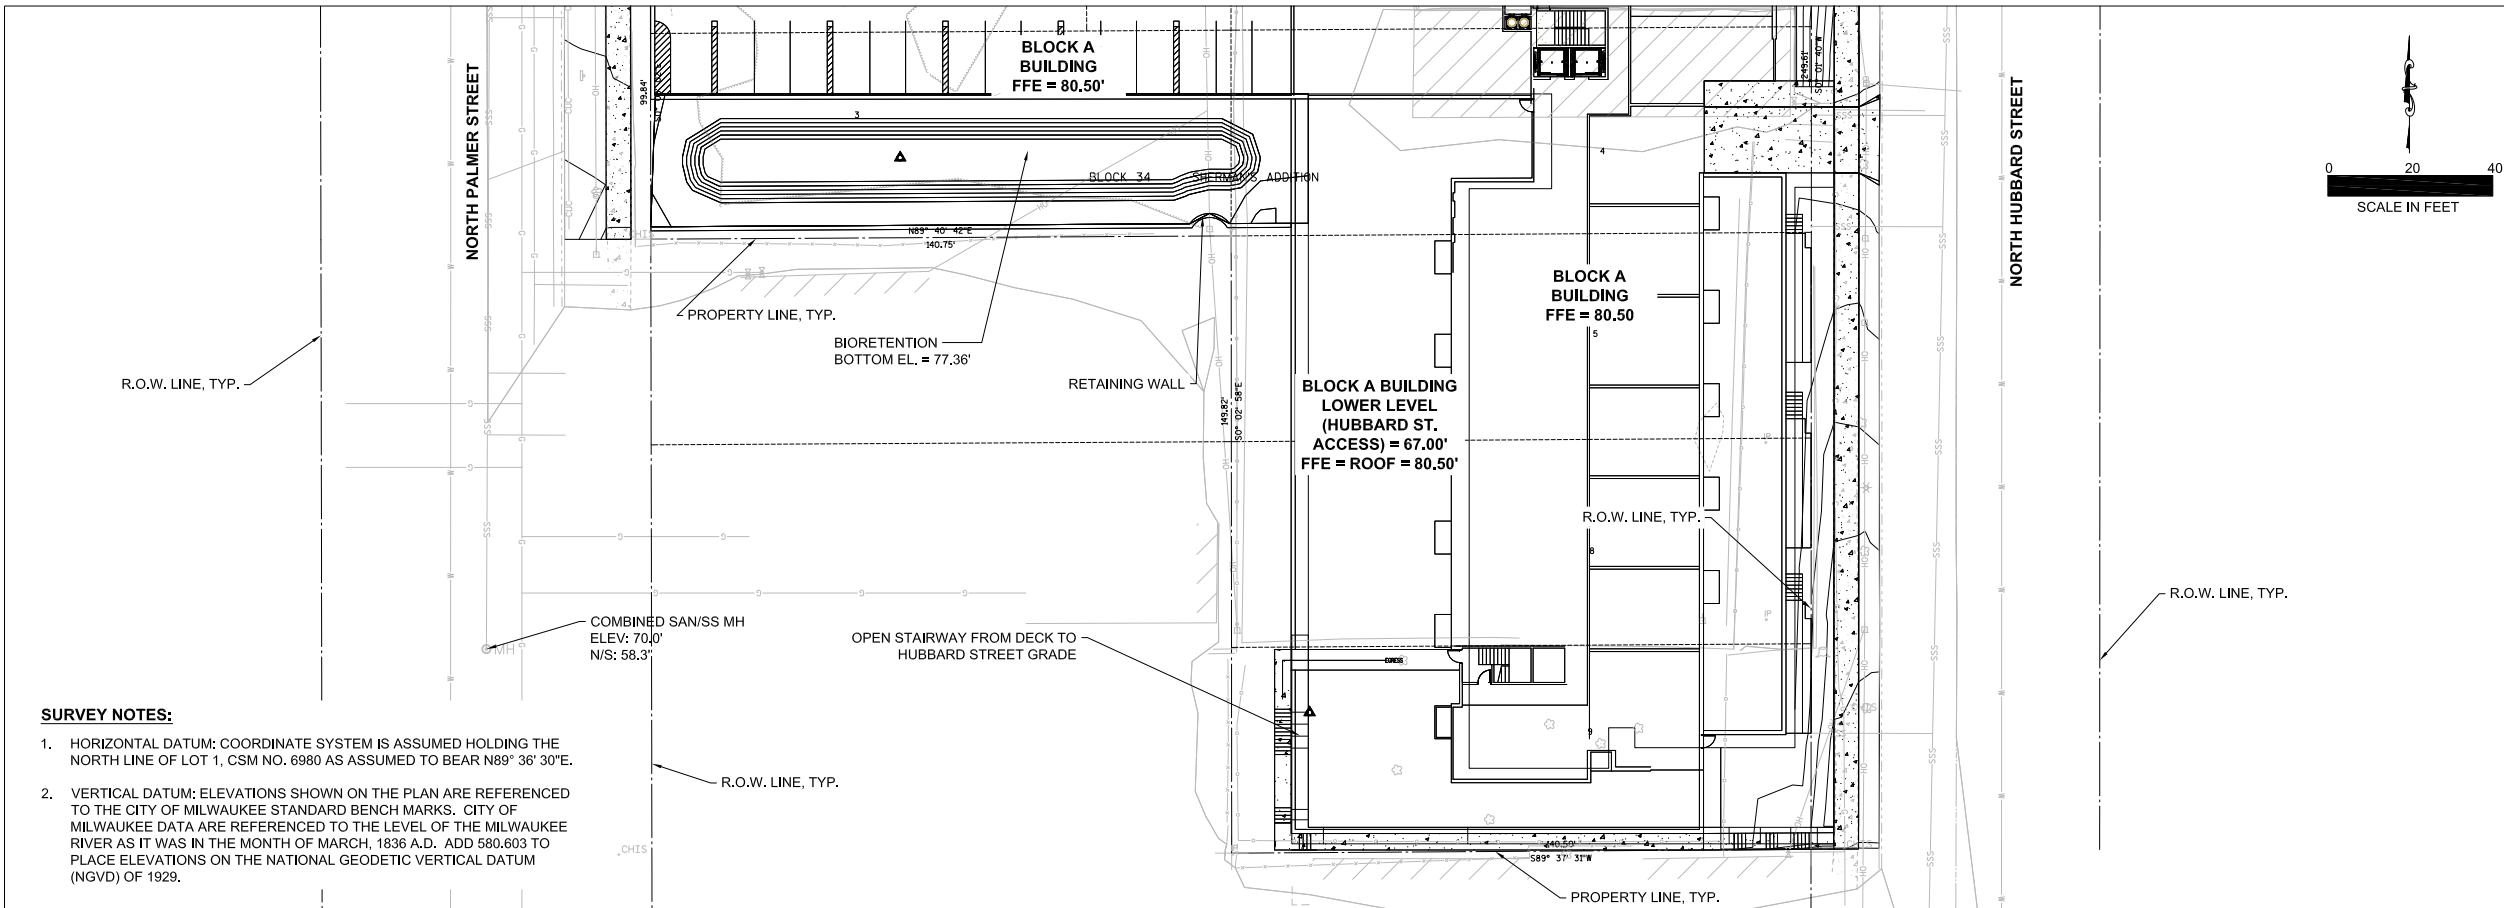 BLOCK A
BUILDING
FFE = 80.50'
NORTH PALMER STREET
NORTH HUBBARD STREET
99.84'
249.61'
S0° 01' 40" W
0 20 40
SCALE IN FEET
3
4
BLOCK 34 SHERMAN'S ADDITION
N89° 40' 42"E
140.75'
PROPERTY LINE, TYP.
BIORETENTION
BOTTOM EL. = 77.36'
RETAINING WALL
R.O.W. LINE, TYP.
BLOCK A
BUILDING
FFE = 80.50
5
149.82'
S0° 02' 58"E
BLOCK A BUILDING
LOWER LEVEL
(HUBBARD ST.
ACCESS) = 67.00'
FFE = ROOF = 80.50'
R.O.W. LINE, TYP.
8
R.O.W. LINE, TYP.
COMBINED SAN/SS MH
ELEV: 70.0'
N/S: 58.3'
MH
OPEN STAIRWAY FROM DECK TO
HUBBARD STREET GRADE
EGRESS
9
R.O.W. LINE, TYP.
CHIS
140.50'
S89° 37' 31"W
PROPERTY LINE, TYP.
SURVEY NOTES:
1. HORIZONTAL DATUM: COORDINATE SYSTEM IS ASSUMED HOLDING THE
NORTH LINE OF LOT 1, CSM NO. 6980 AS ASSUMED TO BEAR N89° 36' 30"E.
2. VERTICAL DATUM: ELEVATIONS SHOWN ON THE PLAN ARE REFERENCED
TO THE CITY OF MILWAUKEE STANDARD BENCH MARKS. CITY OF
MILWAUKEE DATA ARE REFERENCED TO THE LEVEL OF THE MILWAUKEE
RIVER AS IT WAS IN THE MONTH OF MARCH, 1836 A.D. ADD 580.603 TO
PLACE ELEVATIONS ON THE NATIONAL GEODETIC VERTICAL DATUM
(NGVD) OF 1929.